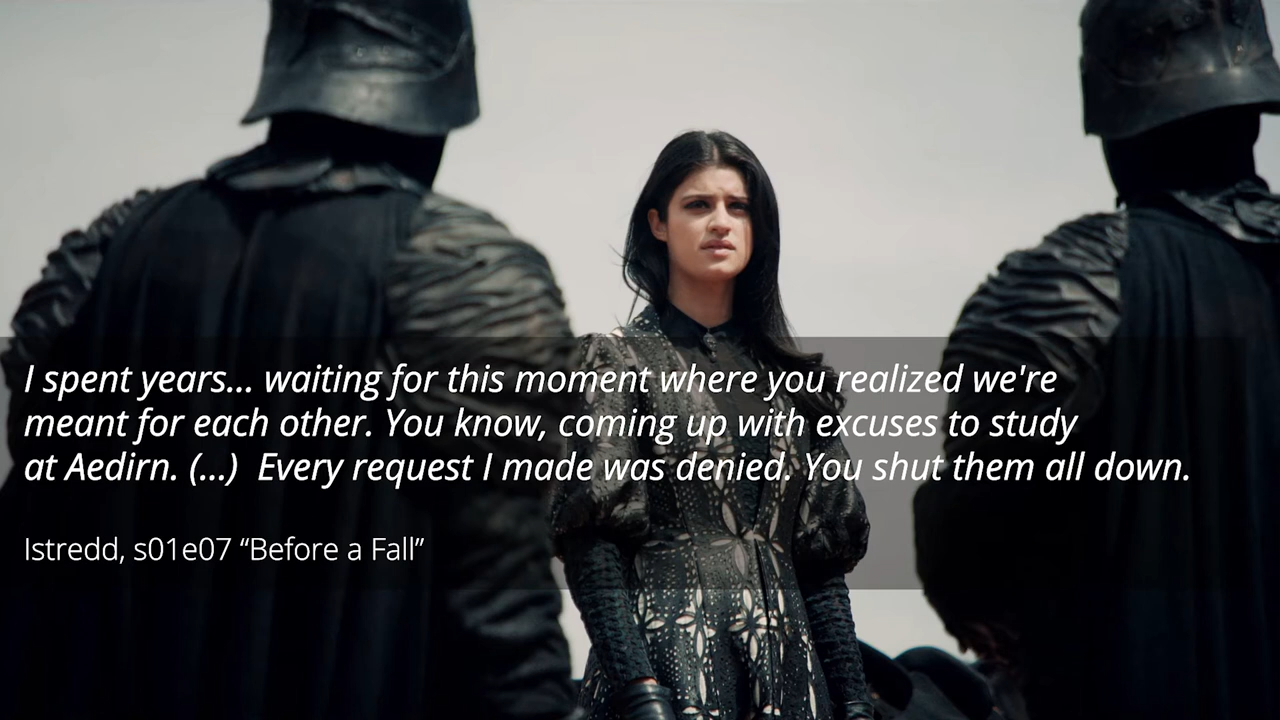 I spent years... waiting for this moment where you realized we're
meant for each other. You know, coming up with excuses to study
at Aedirn. (...)  Every request I made was denied. You shut them all down.
Istredd, s01e07 “Before a Fall”